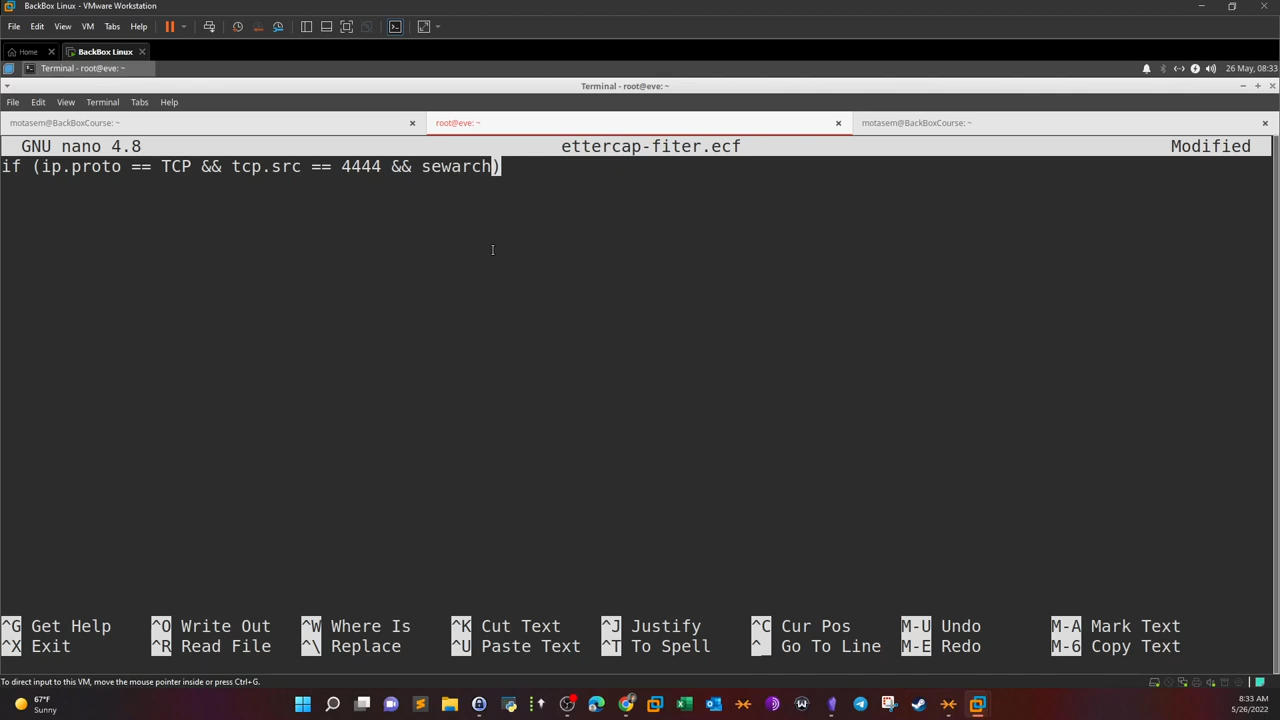 BackBox Linux - VMware Workstation
File Edit View VM Tabs Help
Home BackBox Linux
Terminal - root@eve: ~ 26 May, 08:33
Terminal - root@eve: ~
File Edit View Terminal Tabs Help
motasem@BackBoxCourse: ~ root@eve: ~ motasem@BackBoxCourse: ~
GNU nano 4.8 ettercap-fiter.ecf Modified
if (ip.proto == TCP && tcp.src == 4444 && sewarch)
^G Get Help ^O Write Out ^W Where Is ^K Cut Text ^J Justify ^C Cur Pos M-U Undo M-A Mark Text
^X Exit ^R Read File ^\ Replace ^U Paste Text ^T To Spell ^_ Go To Line M-E Redo M-6 Copy Text
To direct input to this VM, move the mouse pointer inside or press Ctrl+G.
67°F
Sunny
8:33 AM
5/26/2022